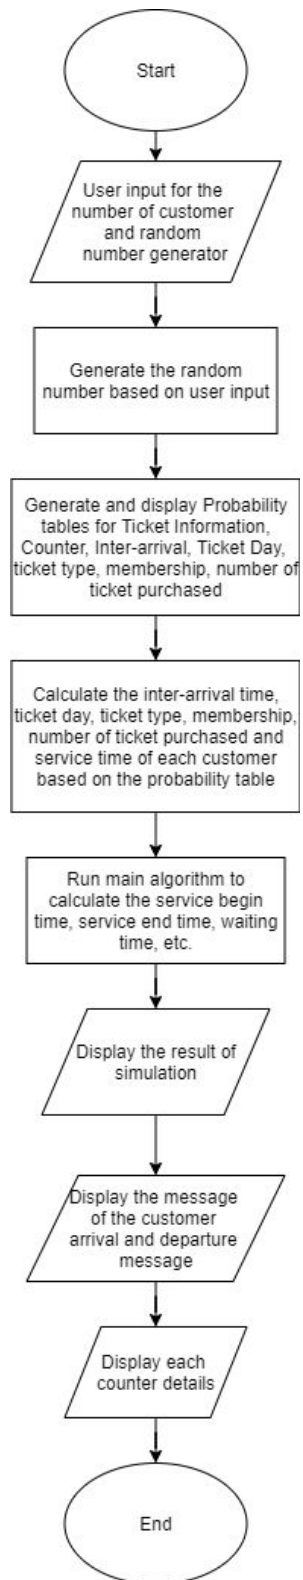 Start
User input for the
number of customer
and random
number generator
Generate the random
number based on user input
Generate and display Probability
tables for Ticket Information,
Counter, Inter-arrival, Ticket Day,
ticket type, membership, number of
ticket purchased
Calculate the inter-arrival time,
ticket day, ticket type, membership,
number of ticket purchased and
service time of each customer
based on the probability table
Run main algorithm to
calculate the service begin
time, service end time, waiting
time, etc.
Display the result of
simulation
Display the message
of the customer
arrival and departure
message
Display each
counter details
End